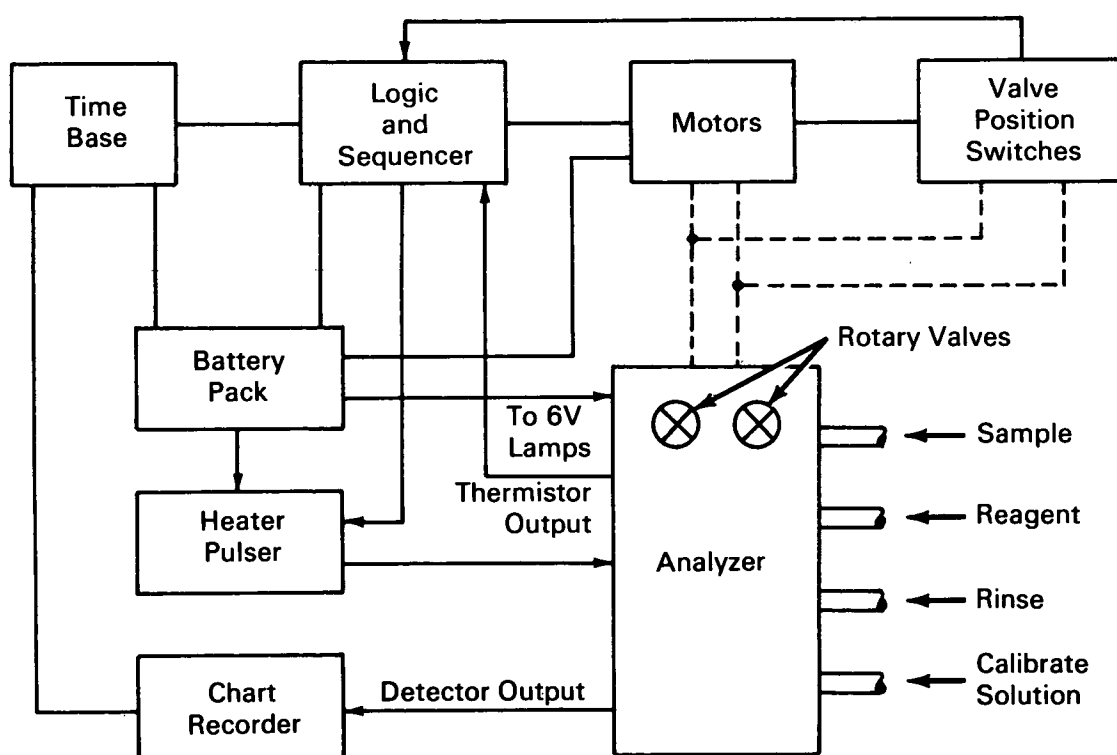 Time
Base
Logic
and
Sequencer
Motors
Valve
Position
Switches
Battery
Pack
Rotary Valves
To 6V
Lamps
Sample
Thermistor
Output
Heater
Pulser
Reagent
Analyzer
Rinse
Chart
Recorder
Detector Output
Calibrate
Solution